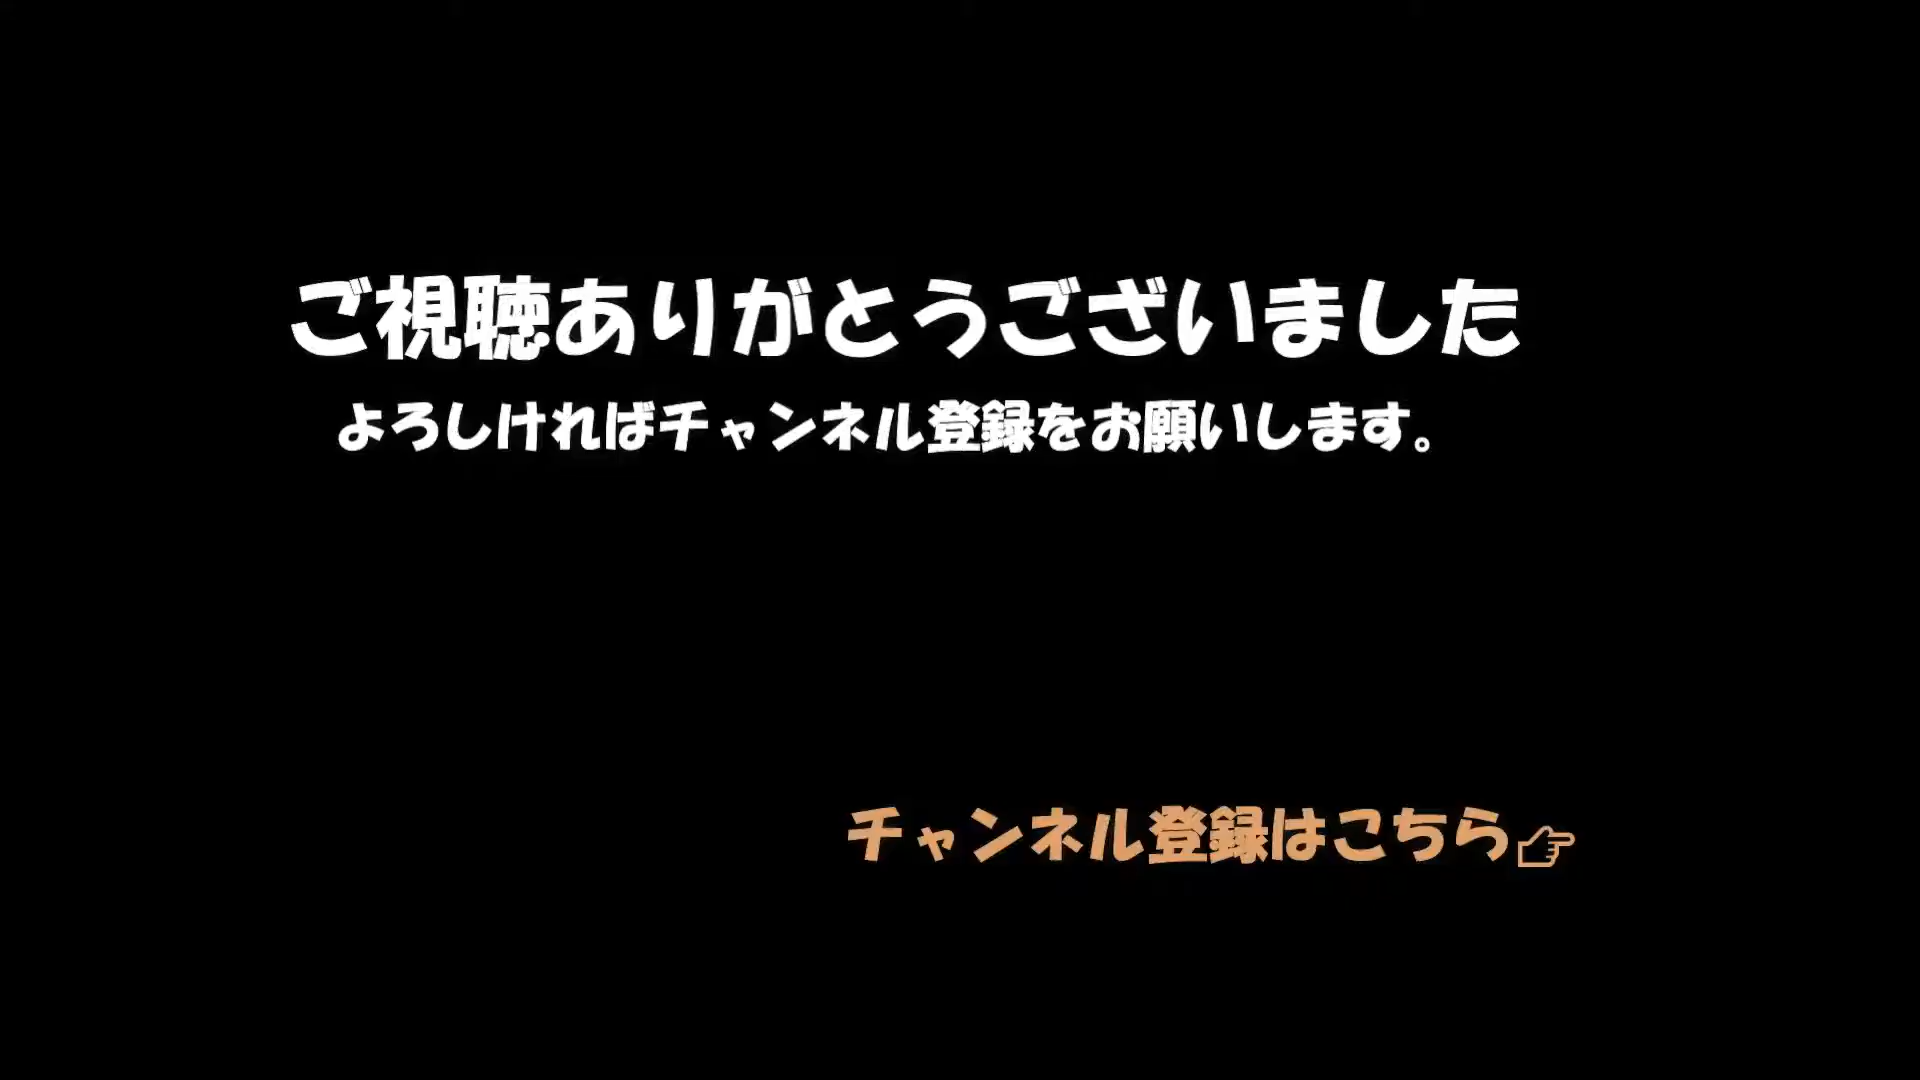 ご視聴ありがとうございました
よろしければチャンネル登録をお願いします。
チャンネル登録はこちら👉